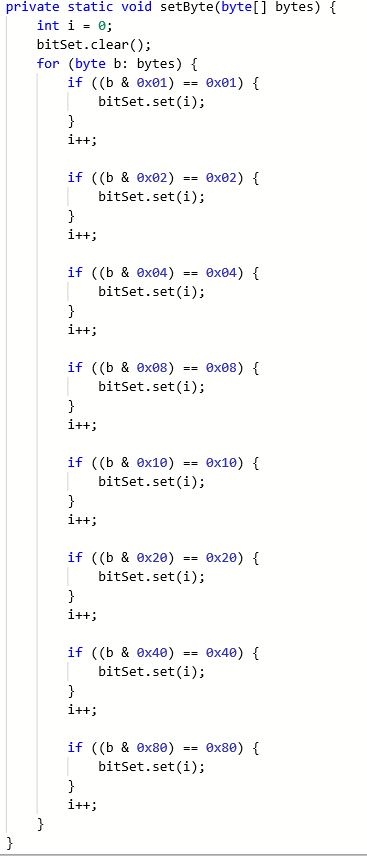 private static void setByte(byte[] bytes) {
    int i = 0;
    bitSet.clear();
    for (byte b: bytes) {
        if ((b & 0x01) == 0x01) {
            bitSet.set(i);
        }
        i++;

        if ((b & 0x02) == 0x02) {
            bitSet.set(i);
        }
        i++;

        if ((b & 0x04) == 0x04) {
            bitSet.set(i);
        }
        i++;

        if ((b & 0x08) == 0x08) {
            bitSet.set(i);
        }
        i++;

        if ((b & 0x10) == 0x10) {
            bitSet.set(i);
        }
        i++;

        if ((b & 0x20) == 0x20) {
            bitSet.set(i);
        }
        i++;

        if ((b & 0x40) == 0x40) {
            bitSet.set(i);
        }
        i++;

        if ((b & 0x80) == 0x80) {
            bitSet.set(i);
        }
        i++;
    }
}